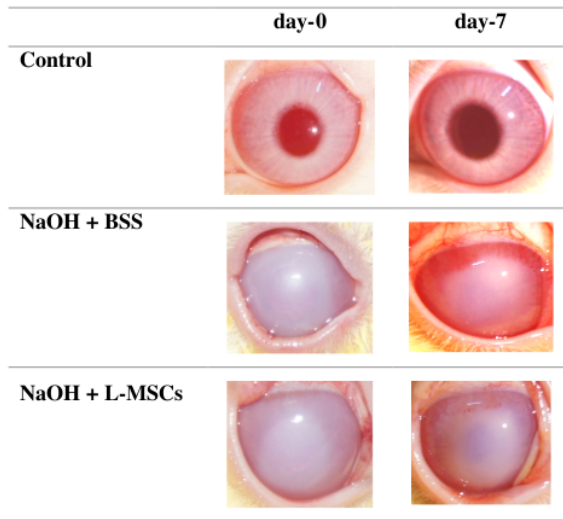 day-0 day-7
Control
NaOH + BSS
NaOH + L-MSCs